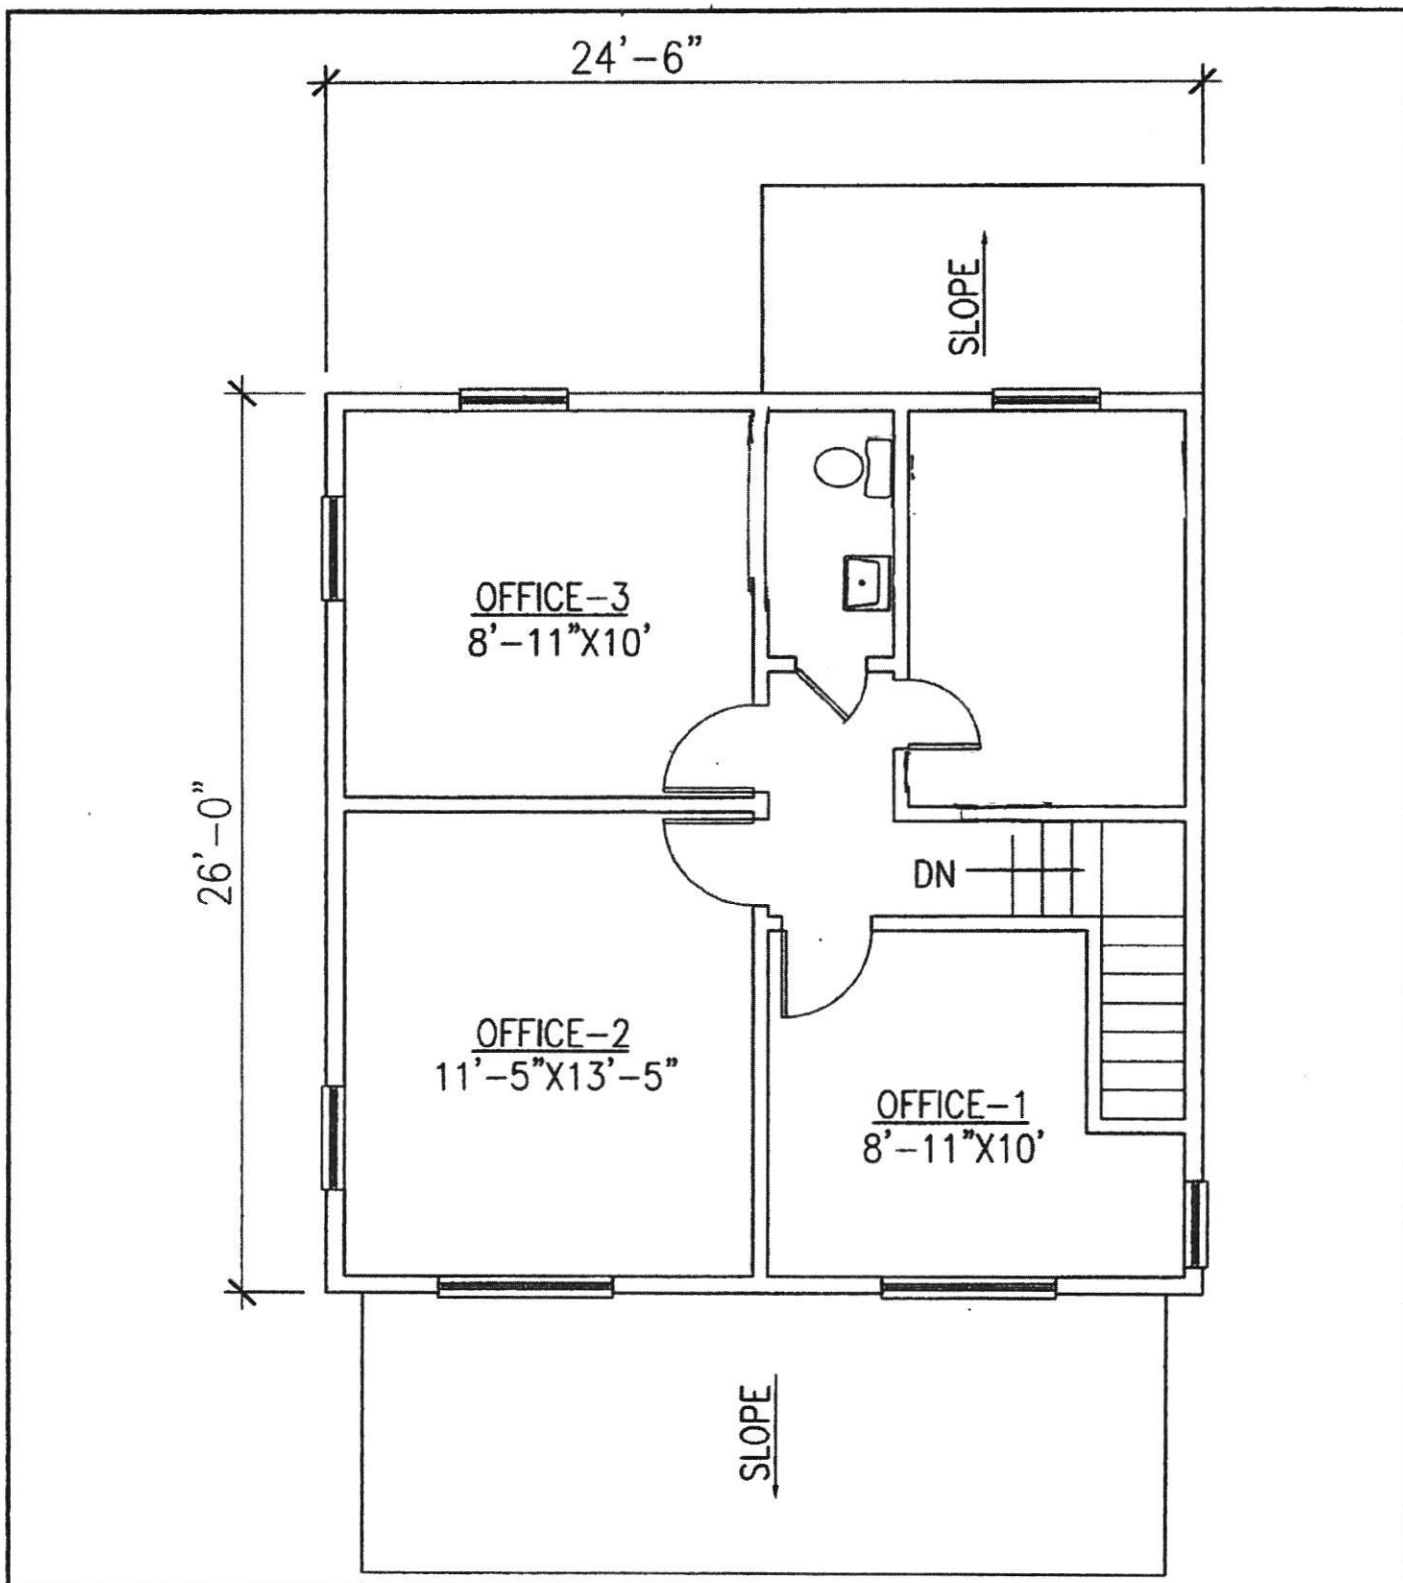 24'-6"
SLOPE
OFFICE-3
8'-11"X10'
26'-0"
DN
OFFICE-2
11'-5"X13'-5"
OFFICE-1
8'-11"X10'
SLOPE